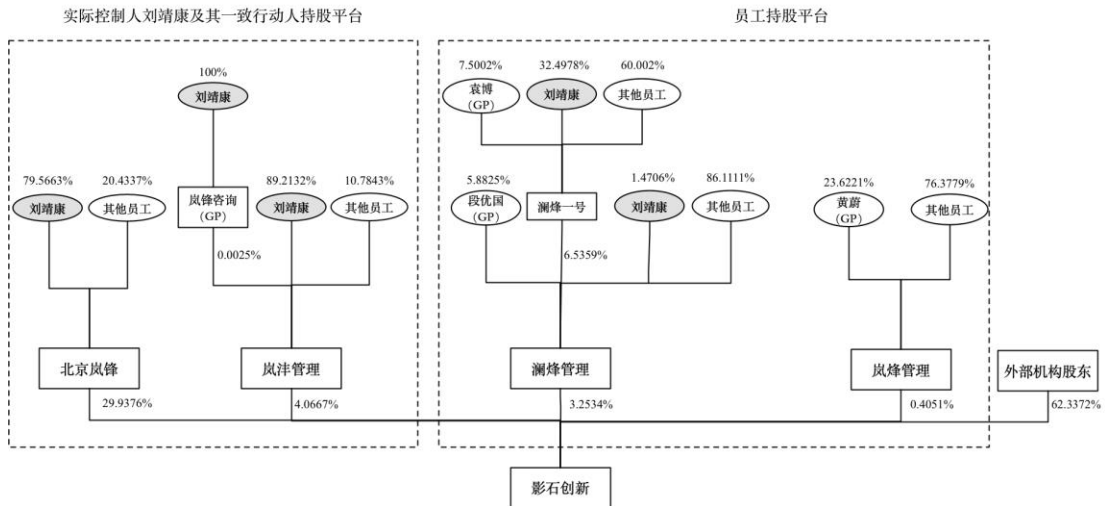 实际控制人刘靖康及其一致行动人持股平台
员工持股平台
7.5002%
32.4978%
60.002%
100%
袁博
（GP）
刘靖康
其他员工
刘靖康
79.5663%
20.4337%
89.2132%
10.7843%
5.8825%
1.4706%
86.1111%
23.6221%
76.3779%
刘靖康
其他员工
岚锋咨询
（GP）
刘靖康
其他员工
段优国
（GP）
澜烽一号
刘靖康
其他员工
黄蔚
（GP）
其他员工
0.0025%
6.5359%
北京岚锋
岚沣管理
澜烽管理
岚烽管理
外部机构股东
29.9376%
4.0667%
3.2534%
0.4051%
62.3372%
影石创新